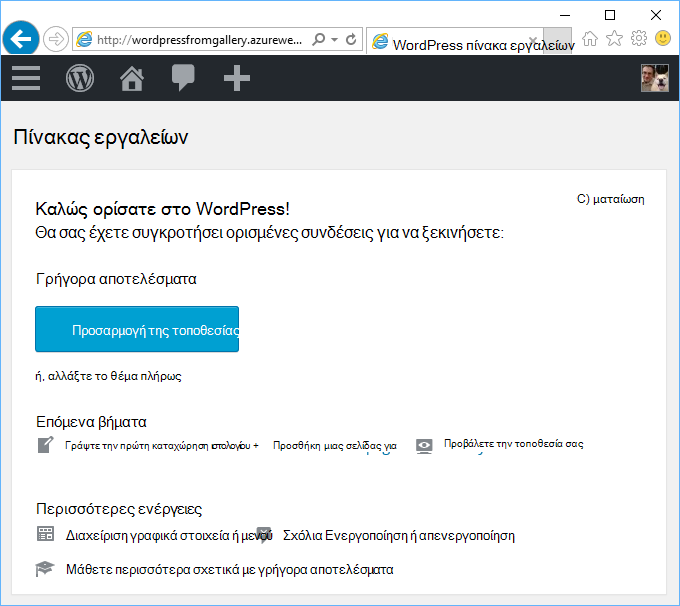 http://wordpressfromgallery.azurewe...
WordPress πίνακα εργαλείων
Πίνακας εργαλείων
C) ματαίωση
Καλώς ορίσατε στο WordPress!
Θα σας έχετε συγκροτήσει ορισμένες συνδέσεις για να ξεκινήσετε:
Γρήγορα αποτελέσματα
Προσαρμογή της τοποθεσίας
ή, αλλάξτε το θέμα πλήρως
Επόμενα βήματα
Γράψτε την πρώτη καταχώρηση ιστολογίου + Προσθήκη μιας σελίδας για Προβάλετε την τοποθεσία σας
Περισσότερες ενέργειες
Διαχείριση γραφικά στοιχεία ή μενού Σχόλια Ενεργοποίηση ή απενεργοποίηση
Μάθετε περισσότερα σχετικά με γρήγορα αποτελέσματα